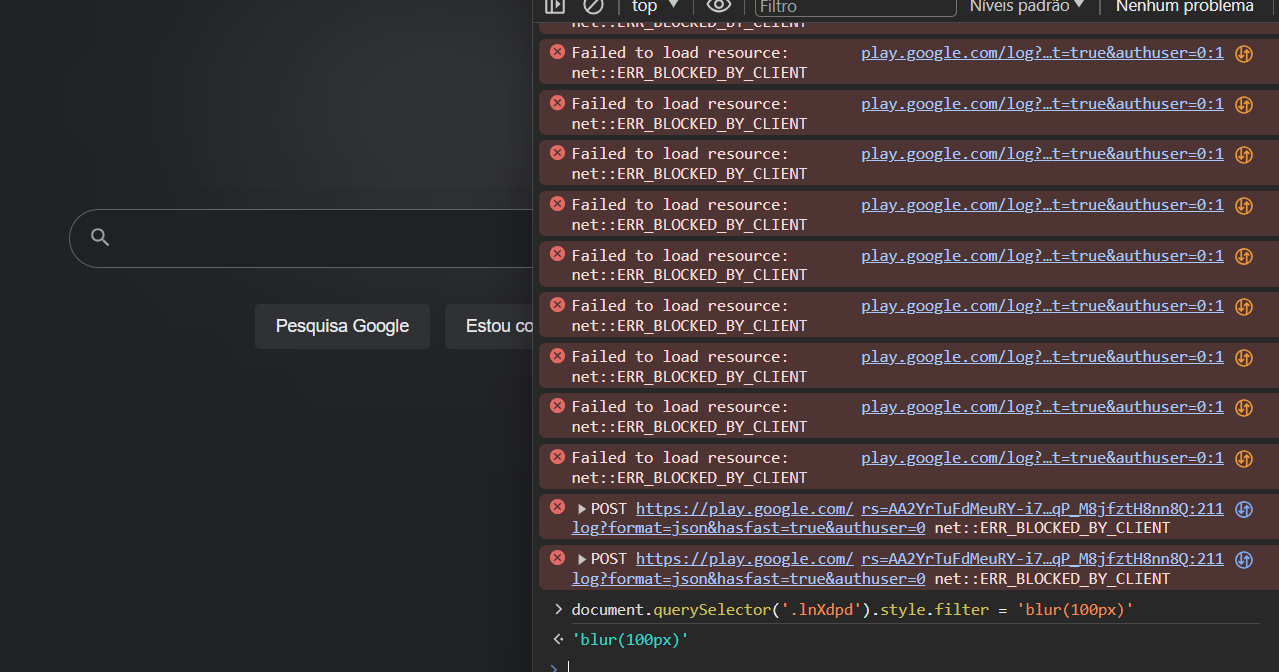 top
Filtro
Níveis padrão
Nenhum problema
net::ERR_BLOCKED_BY_CLIENT
Failed to load resource: play.google.com/log?…t=true&authuser=0:1
net::ERR_BLOCKED_BY_CLIENT
Failed to load resource: play.google.com/log?…t=true&authuser=0:1
net::ERR_BLOCKED_BY_CLIENT
Failed to load resource: play.google.com/log?…t=true&authuser=0:1
net::ERR_BLOCKED_BY_CLIENT
Failed to load resource: play.google.com/log?…t=true&authuser=0:1
net::ERR_BLOCKED_BY_CLIENT
Failed to load resource: play.google.com/log?…t=true&authuser=0:1
net::ERR_BLOCKED_BY_CLIENT
Failed to load resource: play.google.com/log?…t=true&authuser=0:1
net::ERR_BLOCKED_BY_CLIENT
Failed to load resource: play.google.com/log?…t=true&authuser=0:1
net::ERR_BLOCKED_BY_CLIENT
Failed to load resource: play.google.com/log?…t=true&authuser=0:1
net::ERR_BLOCKED_BY_CLIENT
Failed to load resource: play.google.com/log?…t=true&authuser=0:1
net::ERR_BLOCKED_BY_CLIENT
POST https://play.google.com/ rs=AA2YrTuFdMeuRY-i7…qP_M8jfztH8nn8Q:211
log?format=json&hasfast=true&authuser=0 net::ERR_BLOCKED_BY_CLIENT
POST https://play.google.com/ rs=AA2YrTuFdMeuRY-i7…qP_M8jfztH8nn8Q:211
log?format=json&hasfast=true&authuser=0 net::ERR_BLOCKED_BY_CLIENT
document.querySelector('.lnXdpd').style.filter = 'blur(100px)'
'blur(100px)'
Pesquisa Google
Estou co